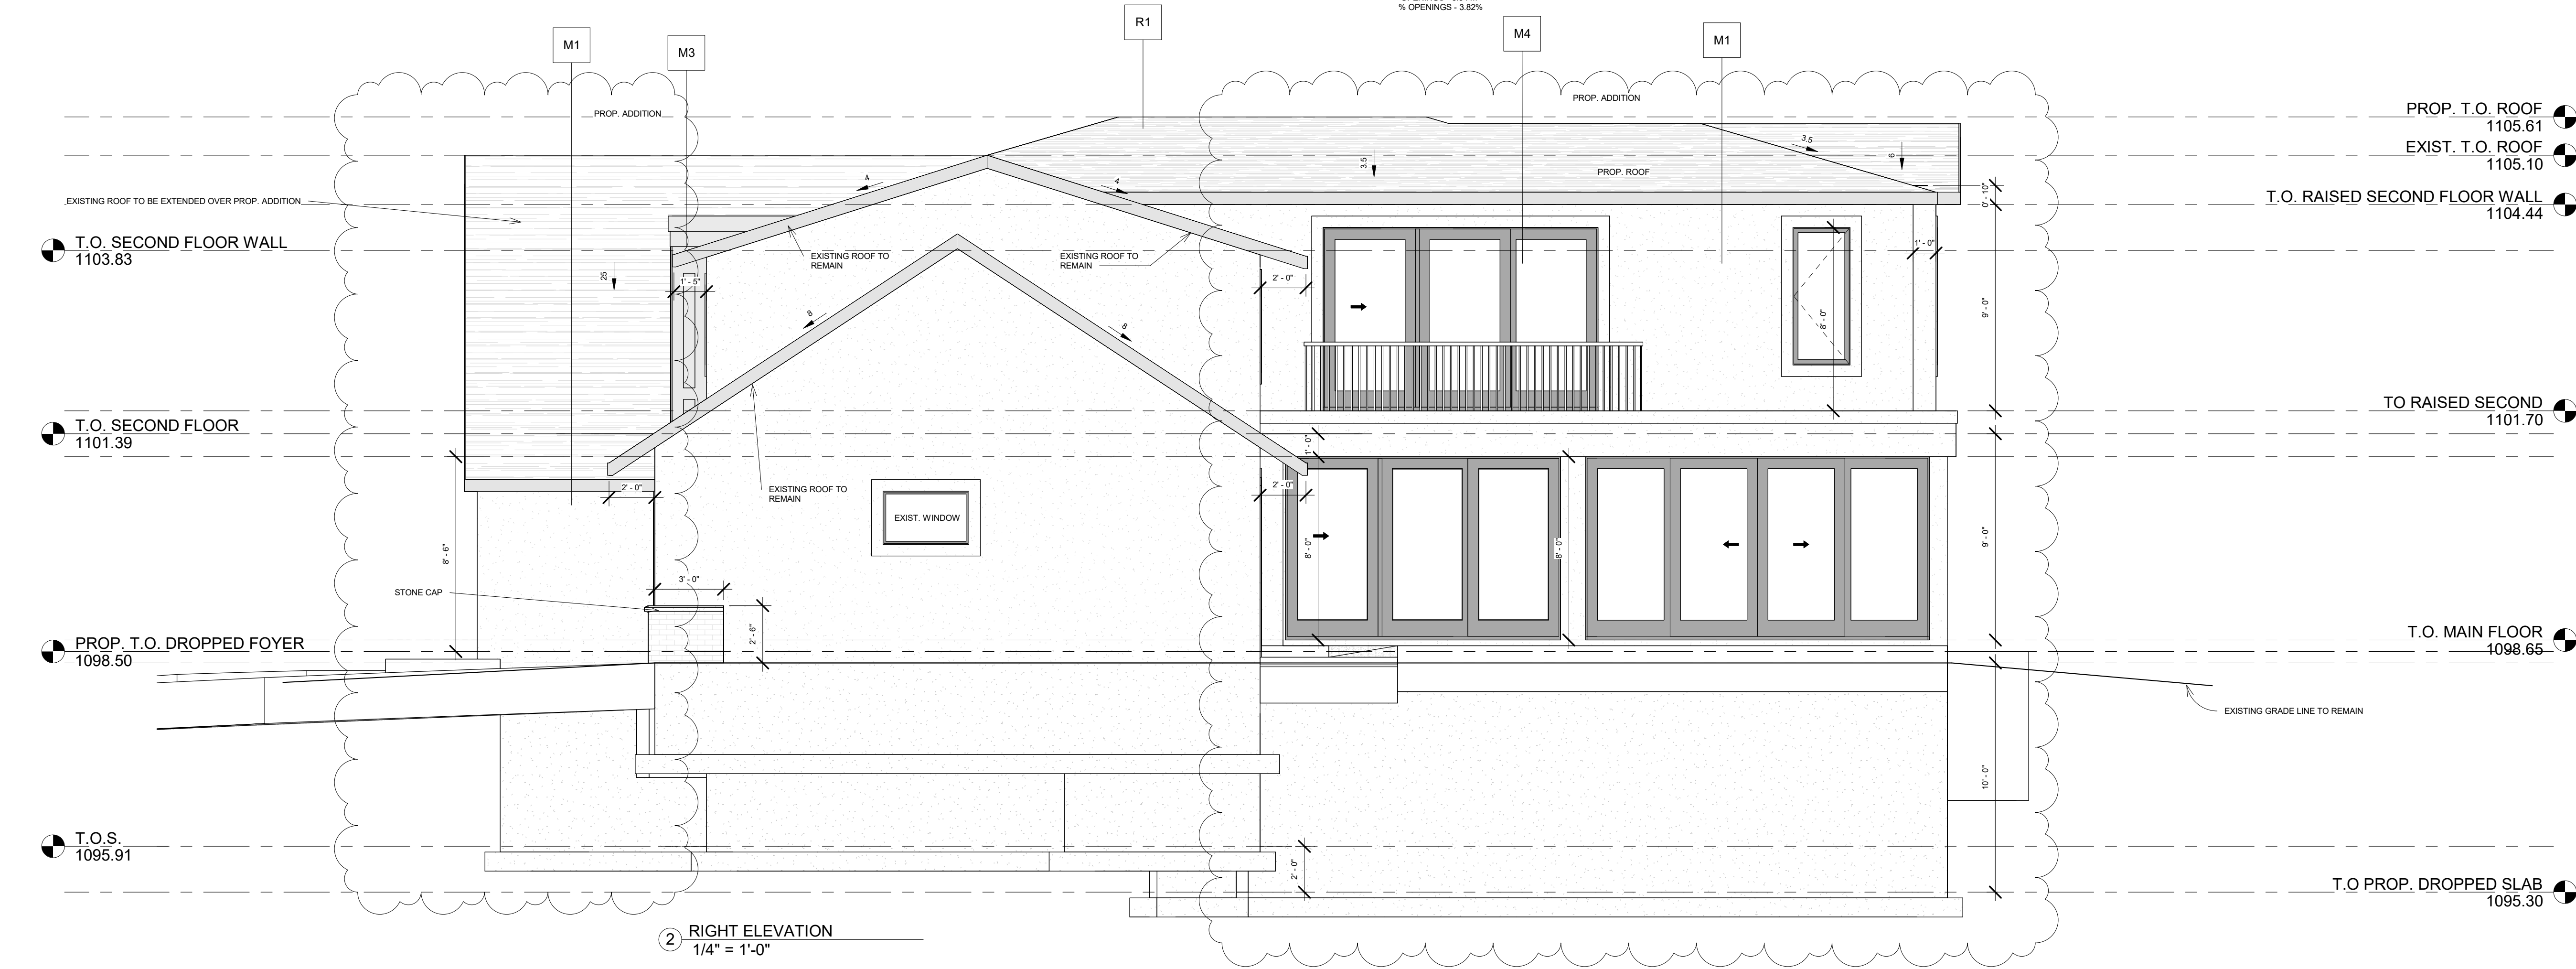 % OPENINGS - 3.82%
R1
M4
M1
M1
M3
PROP. ADDITION
PROP. ADDITION
PROP. T.O. ROOF
1105.61
EXIST. T.O. ROOF
1105.10
T.O. RAISED SECOND FLOOR WALL
1104.44
3.5
3.5
6
PROP. ROOF
4
4
0' - 10"
EXISTING ROOF TO BE EXTENDED OVER PROP. ADDITION
T.O. SECOND FLOOR WALL
1103.83
EXISTING ROOF TO
REMAIN
EXISTING ROOF TO
REMAIN
1' - 0"
25
1' - 5"
2' - 0"
8
8
8' - 0"
9' - 0"
TO RAISED SECOND
1101.70
T.O. SECOND FLOOR
1101.39
1' - 0"
2' - 0"
EXISTING ROOF TO
REMAIN
2' - 0"
EXIST. WINDOW
8' - 6"
8' - 0"
8' - 0"
9' - 0"
3' - 0"
STONE CAP
2' - 6"
PROP. T.O. DROPPED FOYER
1098.50
T.O. MAIN FLOOR
1098.65
EXISTING GRADE LINE TO REMAIN
10' - 0"
T.O.S.
1095.91
2' - 0"
T.O PROP. DROPPED SLAB
1095.30
2
RIGHT ELEVATION
1/4" = 1'-0"